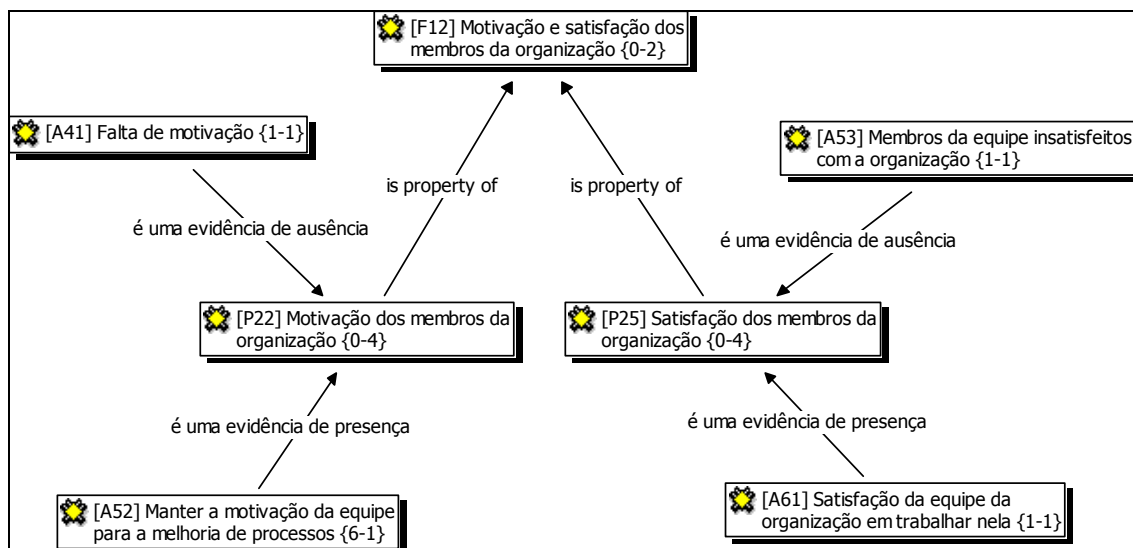 [F12] Motivação e satisfação dos
membros da organização {0-2}
[A41] Falta de motivação {1-1}
[A53] Membros da equipe insatisfeitos
com a organização {1-1}
is property of
is property of
é uma evidência de ausência
é uma evidência de ausência
[P22] Motivação dos membros da
organização {0-4}
[P25] Satisfação dos membros da
organização {0-4}
é uma evidência de presença
é uma evidência de presença
[A52] Manter a motivação da equipe
para a melhoria de processos {6-1}
[A61] Satisfação da equipe da
organização em trabalhar nela {1-1}